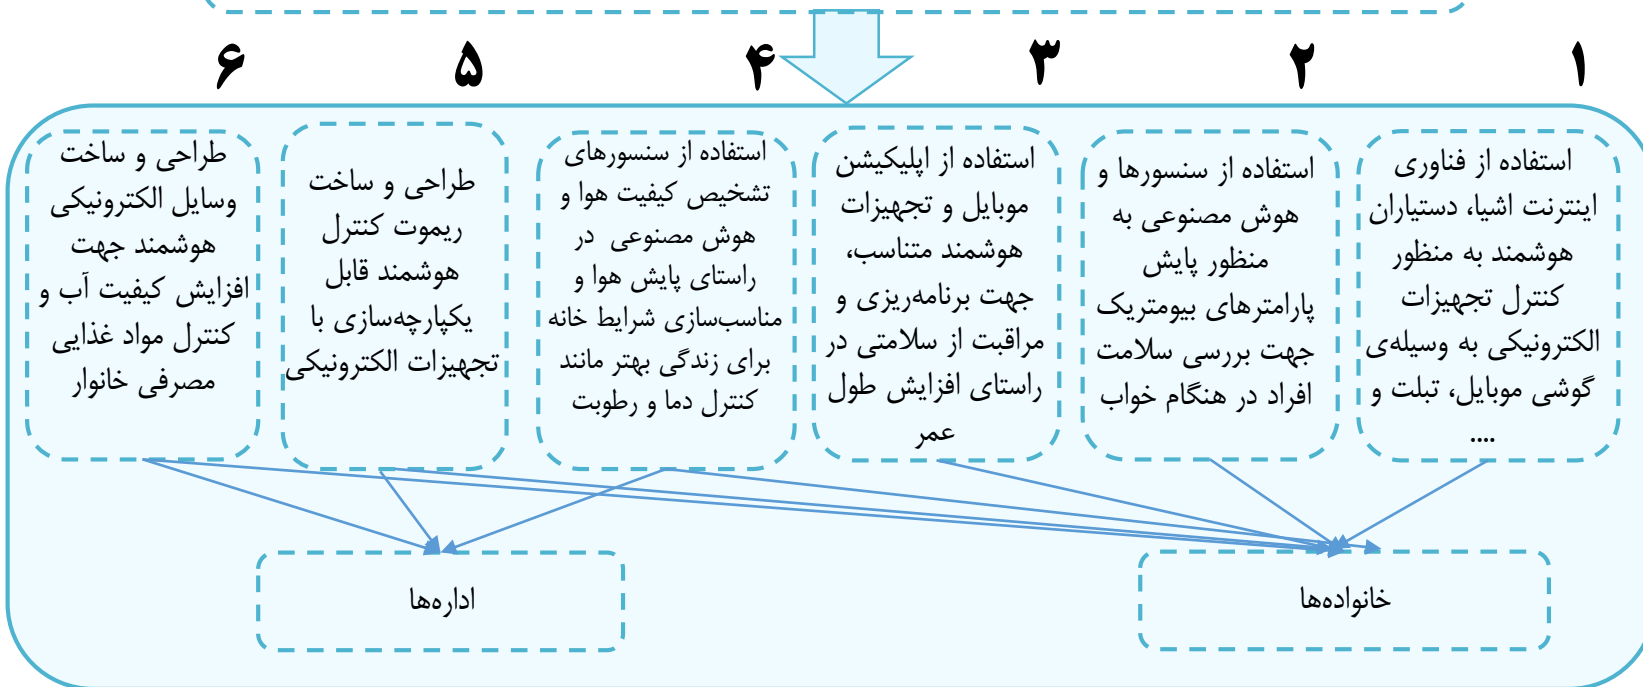 ۱
۲
۳
۴
۵
۶
استفاده از فناوری
اینترنت اشیا، دستیاران
هوشمند به منظور
کنترل تجهیزات
الکترونیکی به وسیله‌ی
گوشی موبایل، تبلت و
....
استفاده از سنسورها و
هوش مصنوعی به
منظور پایش
پارامترهای بیومتریک
جهت بررسی سلامت
افراد در هنگام خواب
استفاده از اپلیکیشن
موبایل و تجهیزات
هوشمند متناسب،
جهت برنامه‌ریزی و
مراقبت از سلامتی در
راستای افزایش طول
عمر
استفاده از سنسورهای
تشخیص کیفیت هوا و
هوش مصنوعی در
راستای پایش هوا و
مناسب‌سازی شرایط خانه
برای زندگی بهتر مانند
کنترل دما و رطوبت
طراحی و ساخت
ریموت کنترل
هوشمند قابل
یکپارچه‌سازی با
تجهیزات الکترونیکی
طراحی و ساخت
وسایل الکترونیکی
هوشمند جهت
افزایش کیفیت آب و
کنترل مواد غذایی
مصرفی خانوار
خانواده‌ها
اداره‌ها